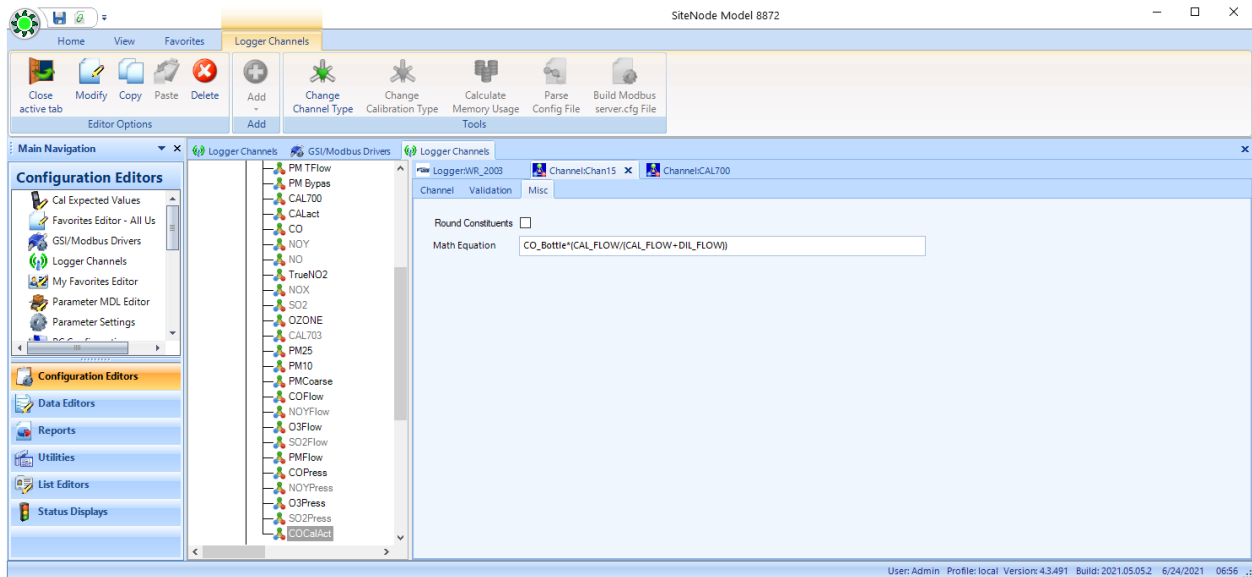 SiteNode Model 8872
Home View Favorites Logger Channels
Close active tab
Modify
Copy
Paste
Delete
Editor Options
Add
Add
Change Channel Type
Change Calibration Type
Calculate Memory Usage
Parse Config File
Build Modbus server.cfg File
Tools
Main Navigation
Configuration Editors
Cal Expected Values
Favorites Editor - All Us
GSI/Modbus Drivers
Logger Channels
My Favorites Editor
Parameter MDL Editor
Parameter Settings
Configuration Editors
Data Editors
Reports
Utilities
List Editors
Status Displays
Logger Channels GSI/Modbus Drivers Logger Channels
PM TFlow
PM Bypas
CAL700
CALact
CO
NOY
NO
TrueNO2
NOX
SO2
OZONE
CAL703
PM25
PM10
PMCoarse
COFlow
NOYFlow
O3Flow
SO2Flow
PMFlow
COPress
NOYPress
O3Press
SO2Press
COCalAct
Logger:WR_2003 Channel:Chan15 Channel:CAL700
Channel Validation Misc
Round Constituents
Math Equation CO_Bottle*(CAL_FLOW/(CAL_FLOW+DIL_FLOW))
User: Admin Profile: local Version: 4.3.491 Build: 2021.05.05.2 6/24/2021 06:56